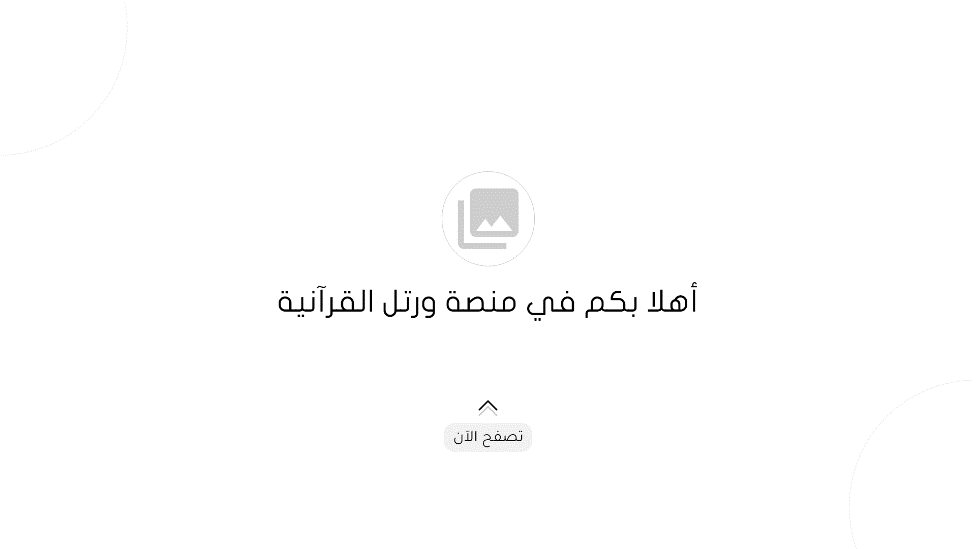 أهلا بكم في منصة ورتل القرآنية
تصفح الآن